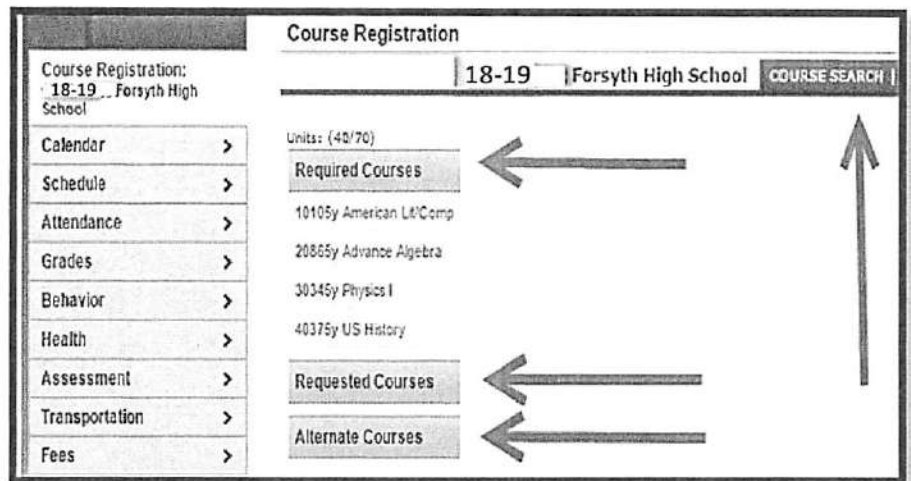 Course Registration
Course Registration:
18-19 Forsyth High
School
18-19 Forsyth High School COURSE SEARCH |
Calendar >
Schedule >
Attendance >
Grades >
Behavior >
Health >
Assessment >
Transportation >
Fees >
Units: (40/70)
Required Courses
10105y American Lit/Comp
20865y Advance Algebra
30345y Physics I
40375y US History
Requested Courses
Alternate Courses